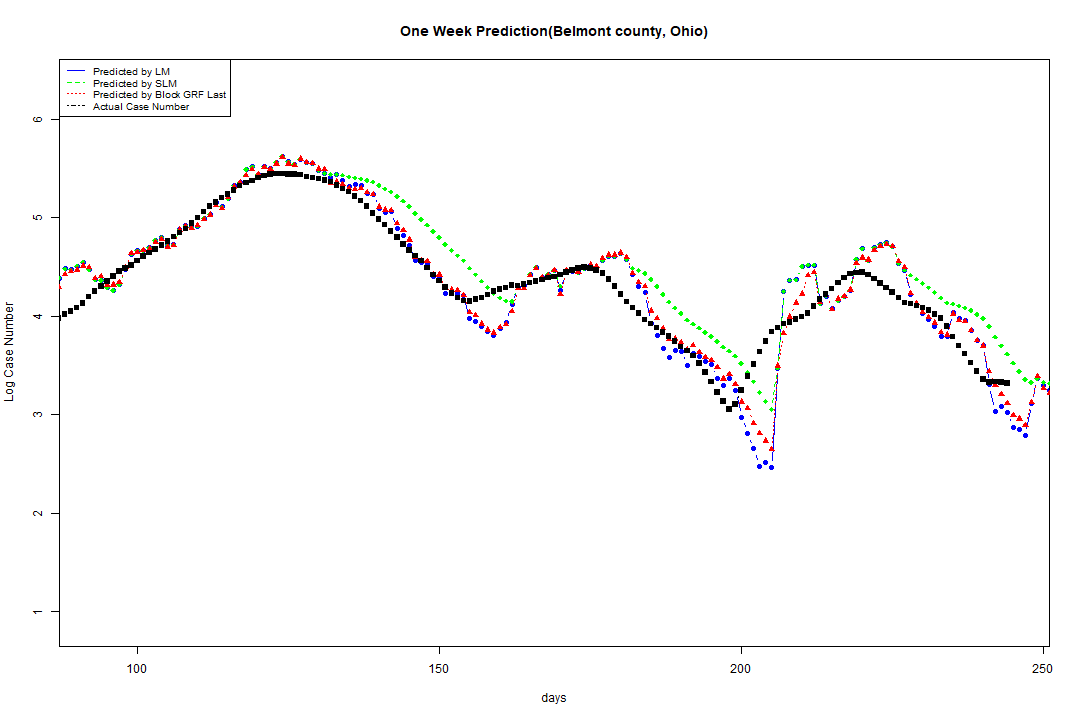 One Week Prediction(Belmont county, Ohio)
Predicted by LM
Predicted by SLM
Predicted by Block GRF Last
Actual Case Number
Log Case Number
6
5
4
3
2
1
100 150 200 250
days